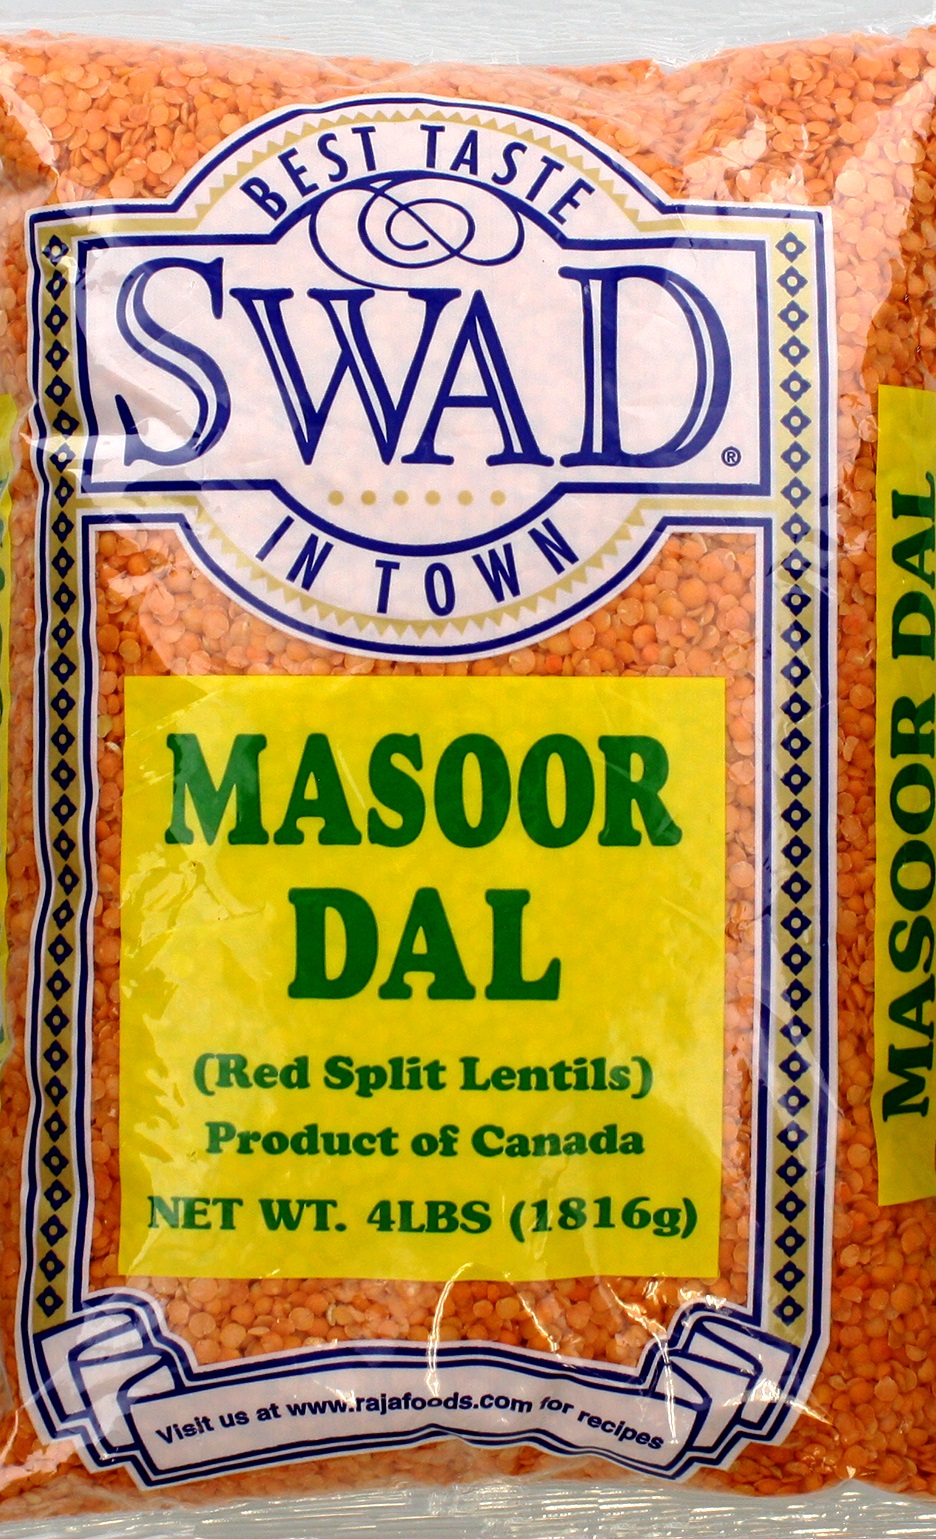 BEST TASTE
SWAD®
IN TOWN
MASOOR
DAL
(Red Split Lentils)
Product of Canada
NET WT. 4LBS (1816g)
Visit us at www.rajafoods.com for recipes
MASOOR DAL